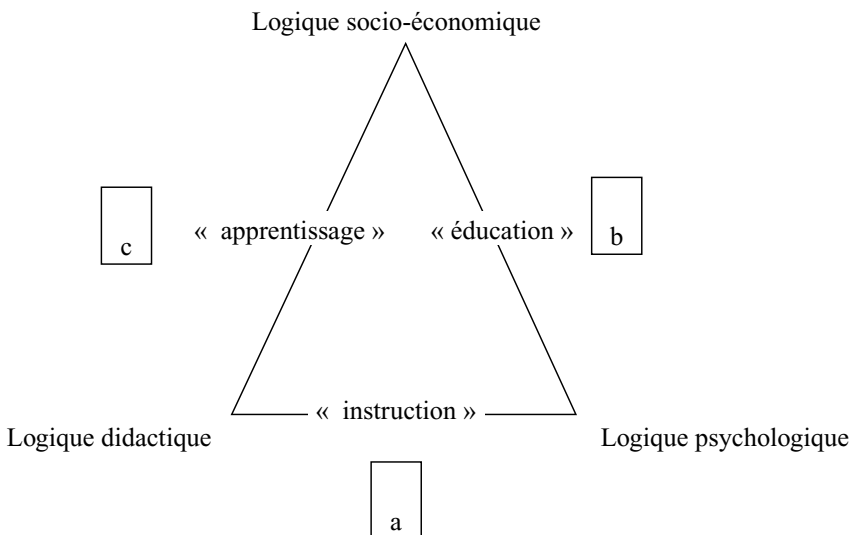 Logique socio-économique
c
« apprentissage »
« éducation »
b
« instruction »
Logique didactique
Logique psychologique
a